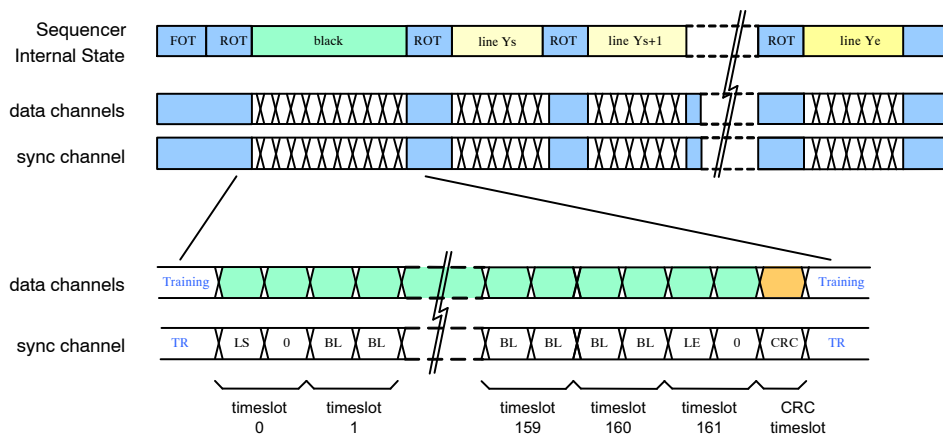 Sequencer
Internal State
FOT ROT black ROT line Ys ROT line Ys+1 ROT line Ye
data channels
sync channel
data channels Training Training
sync channel TR LS 0 BL BL BL BL BL BL LE 0 CRC TR
timeslot timeslot timeslot timeslot timeslot CRC
0 1 159 160 161 timeslot